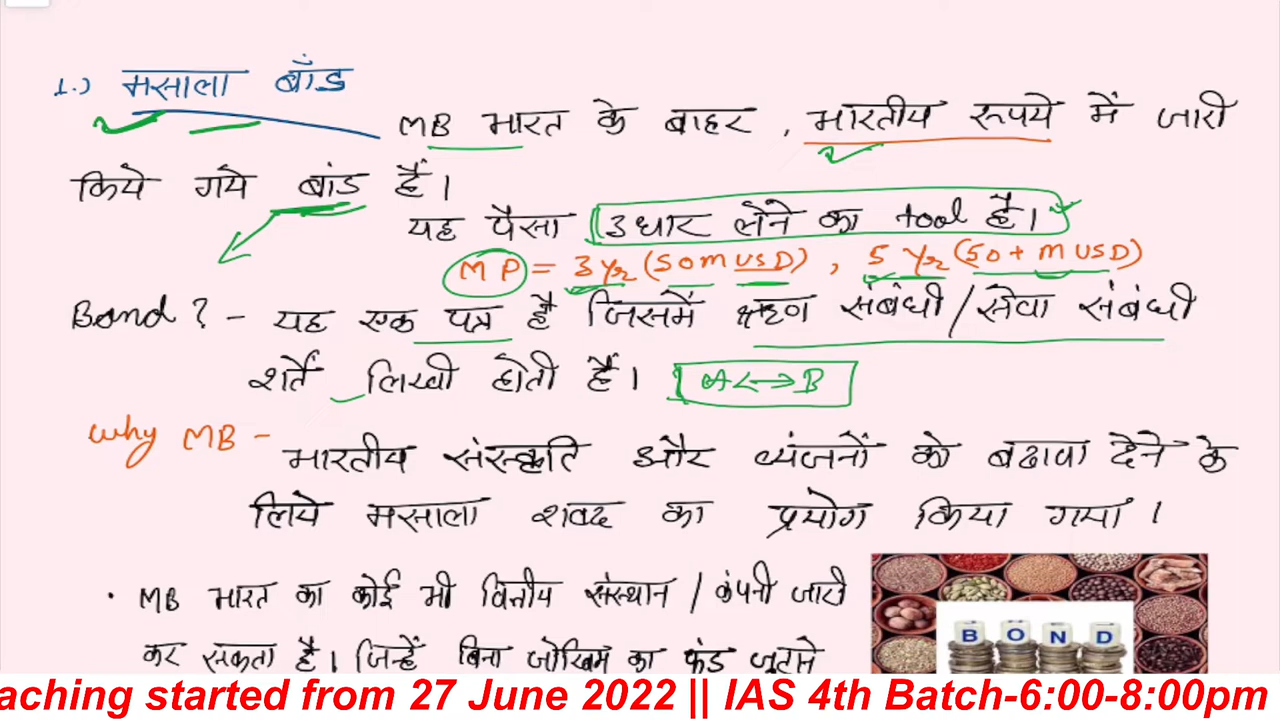 1.) मसाला बाँड
MB भारत के बाहर, भारतीय रूपये में जारी
किये गये बांड हैं।
यह पैसा उधार लेने का tool है।
MP = 3 Yr (50m USD), 5 Yr (50+ m USD)
Bond? - यह एक पत्र है जिसमें ऋण संबंधी/सेवा संबंधी
शर्तें लिखी होती हैं। A<->B
Why MB - भारतीय संस्कृति और व्यंजनों को बढावा देने के
लिये मसाला शब्द का प्रयोग किया गया।
• MB भारत का कोई भी वित्तीय संस्थान / कंपनी जारी
कर सकता है। जिन्हें बिना जोखिम का फंड जुटाने
BOND
aching started from 27 June 2022 || IAS 4th Batch-6:00-8:00pm